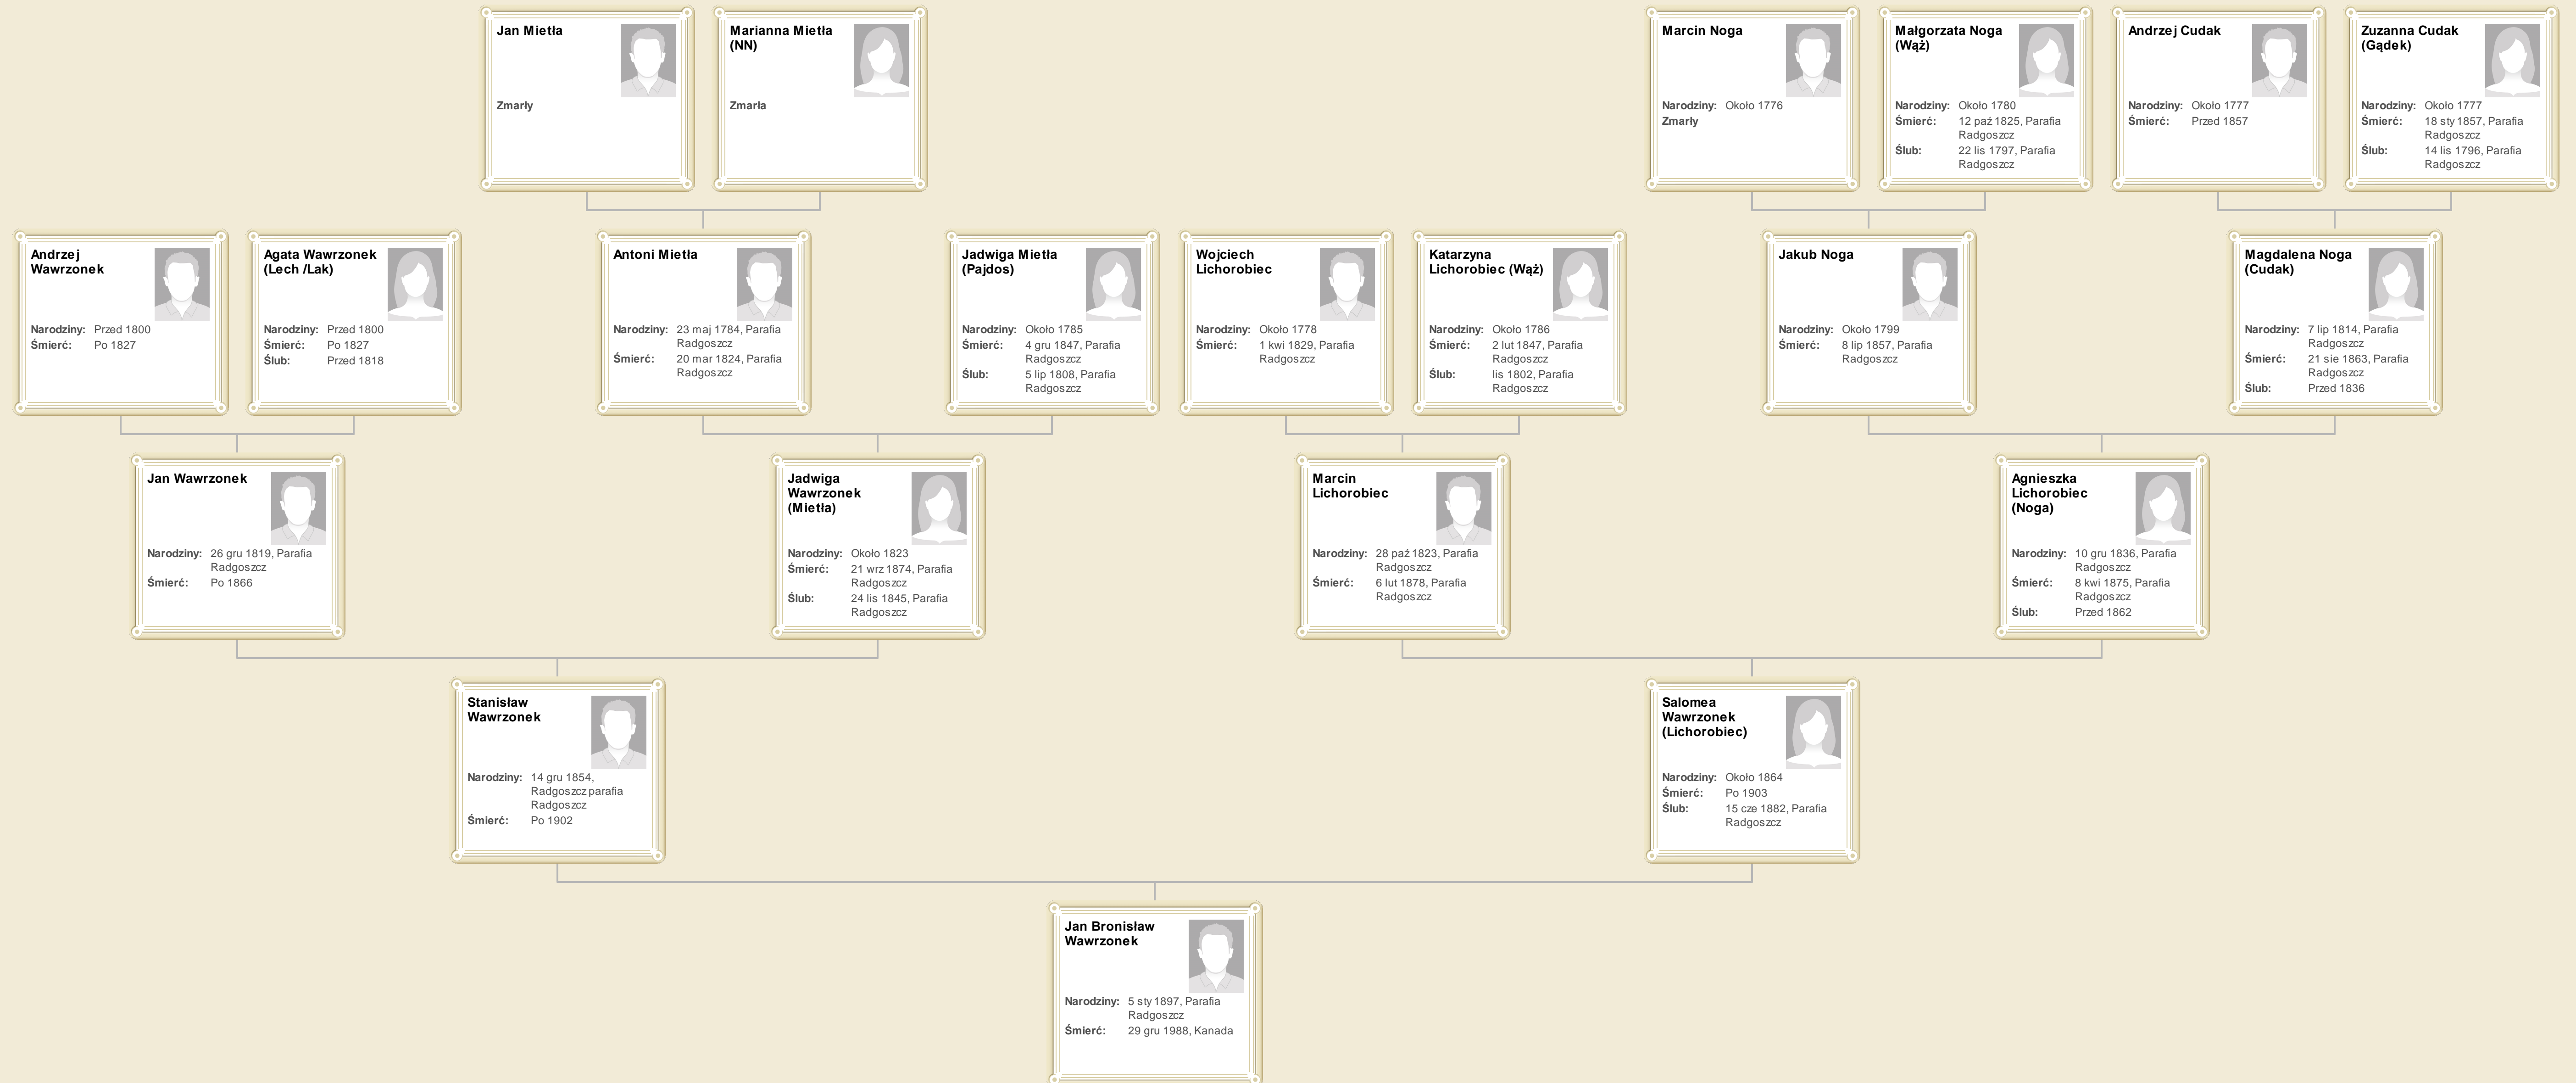 Jan Mietła
Zmarły
Marianna Mietła
(NN)
Zmarła
Marcin Noga
Narodziny: Około 1776
Zmarły
Małgorzata Noga
(Wąż)
Narodziny: Około 1780
Śmierć: 12 paź 1825, Parafia
Radgoszcz
Ślub: 22 lis 1797, Parafia
Radgoszcz
Andrzej Cudak
Narodziny: Około 1777
Śmierć: Przed 1857
Zuzanna Cudak
(Gądek)
Narodziny: Około 1777
Śmierć: 18 sty 1857, Parafia
Radgoszcz
Ślub: 14 lis 1796, Parafia
Radgoszcz
Andrzej
Wawrzonek
Narodziny: Przed 1800
Śmierć: Po 1827
Agata Wawrzonek
(Lech /Lak)
Narodziny: Przed 1800
Śmierć: Po 1827
Ślub: Przed 1818
Antoni Mietła
Narodziny: 23 maj 1784, Parafia
Radgoszcz
Śmierć: 20 mar 1824, Parafia
Radgoszcz
Jadwiga Mietła
(Pajdos)
Narodziny: Około 1785
Śmierć: 4 gru 1847, Parafia
Radgoszcz
Ślub: 5 lip 1808, Parafia
Radgoszcz
Wojciech
Lichorobiec
Narodziny: Około 1778
Śmierć: 1 kwi 1829, Parafia
Radgoszcz
Katarzyna
Lichorobiec (Wąż)
Narodziny: Około 1786
Śmierć: 2 lut 1847, Parafia
Radgoszcz
Ślub: lis 1802, Parafia
Radgoszcz
Jakub Noga
Narodziny: Około 1799
Śmierć: 8 lip 1857, Parafia
Radgoszcz
Magdalena Noga
(Cudak)
Narodziny: 7 lip 1814, Parafia
Radgoszcz
Śmierć: 21 sie 1863, Parafia
Radgoszcz
Ślub: Przed 1836
Jan Wawrzonek
Narodziny: 26 gru 1819, Parafia
Radgoszcz
Śmierć: Po 1866
Jadwiga
Wawrzonek
(Mietła)
Narodziny: Około 1823
Śmierć: 21 wrz 1874, Parafia
Radgoszcz
Ślub: 24 lis 1845, Parafia
Radgoszcz
Marcin
Lichorobiec
Narodziny: 28 paź 1823, Parafia
Radgoszcz
Śmierć: 6 lut 1878, Parafia
Radgoszcz
Agnieszka
Lichorobiec
(Noga)
Narodziny: 10 gru 1836, Parafia
Radgoszcz
Śmierć: 8 kwi 1875, Parafia
Radgoszcz
Ślub: Przed 1862
Stanisław
Wawrzonek
Narodziny: 14 gru 1854,
Radgoszcz parafia
Radgoszcz
Śmierć: Po 1902
Salomea
Wawrzonek
(Lichorobiec)
Narodziny: Około 1864
Śmierć: Po 1903
Ślub: 15 cze 1882, Parafia
Radgoszcz
Jan Bronisław
Wawrzonek
Narodziny: 5 sty 1897, Parafia
Radgoszcz
Śmierć: 29 gru 1988, Kanada